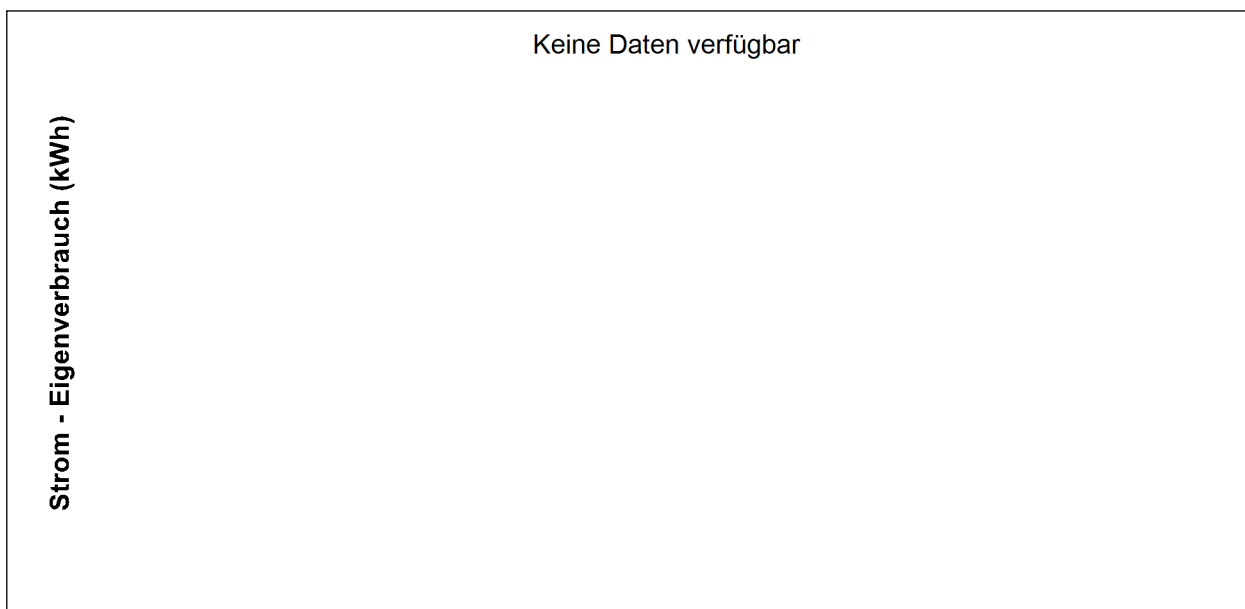 Keine Daten verfügbar
Strom - Eigenverbrauch (kWh)